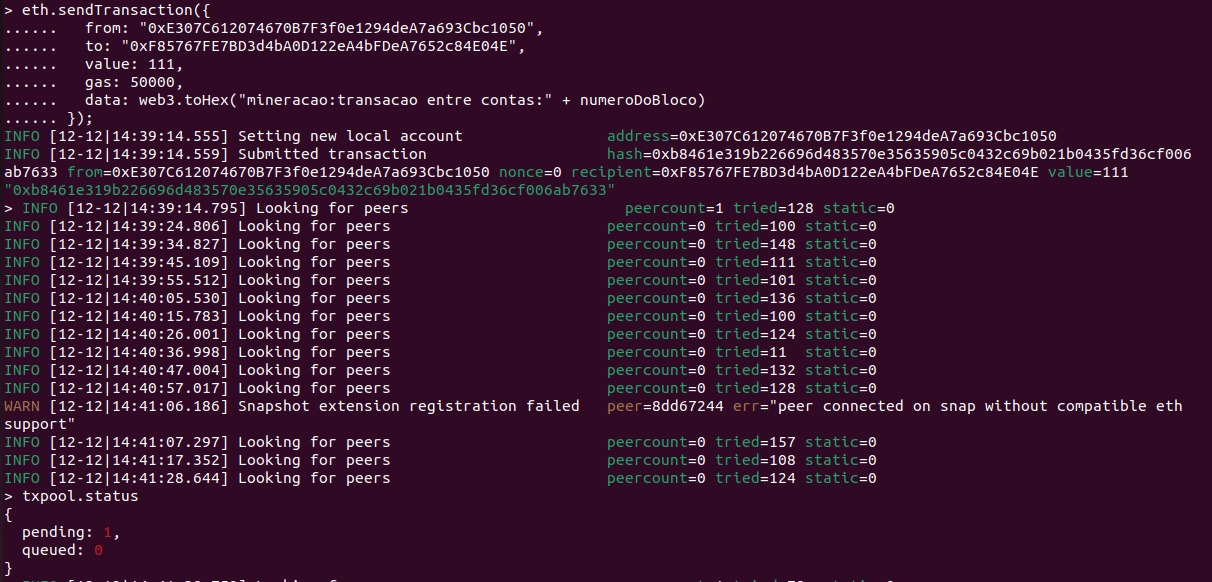 > eth.sendTransaction({
...... from: "0xE307C612074670B7F3f0e1294deA7a693Cbc1050",
...... to: "0xF85767FE7BD3d4bA0D122eA4bFDeA7652c84E04E",
...... value: 111,
...... gas: 50000,
...... data: web3.toHex("mineracao:transacao entre contas:" + numeroDoBloco)
...... });
INFO [12-12|14:39:14.555] Setting new local account address=0xE307C612074670B7F3f0e1294deA7a693Cbc1050
INFO [12-12|14:39:14.559] Submitted transaction hash=0xb8461e319b226696d483570e35635905c0432c69b021b0435fd36cf006
ab7633 from=0xE307C612074670B7F3f0e1294deA7a693Cbc1050 nonce=0 recipient=0xF85767FE7BD3d4bA0D122eA4bFDeA7652c84E04E value=111
"0xb8461e319b226696d483570e35635905c0432c69b021b0435fd36cf006ab7633"
> INFO [12-12|14:39:14.795] Looking for peers peercount=1 tried=128 static=0
INFO [12-12|14:39:24.806] Looking for peers peercount=0 tried=100 static=0
INFO [12-12|14:39:34.827] Looking for peers peercount=0 tried=148 static=0
INFO [12-12|14:39:45.109] Looking for peers peercount=0 tried=111 static=0
INFO [12-12|14:39:55.512] Looking for peers peercount=0 tried=101 static=0
INFO [12-12|14:40:05.530] Looking for peers peercount=0 tried=136 static=0
INFO [12-12|14:40:15.783] Looking for peers peercount=0 tried=100 static=0
INFO [12-12|14:40:26.001] Looking for peers peercount=0 tried=124 static=0
INFO [12-12|14:40:36.998] Looking for peers peercount=0 tried=11 static=0
INFO [12-12|14:40:47.004] Looking for peers peercount=0 tried=132 static=0
INFO [12-12|14:40:57.017] Looking for peers peercount=0 tried=128 static=0
WARN [12-12|14:41:06.186] Snapshot extension registration failed peer=8dd67244 err="peer connected on snap without compatible eth
support"
INFO [12-12|14:41:07.297] Looking for peers peercount=0 tried=157 static=0
INFO [12-12|14:41:17.352] Looking for peers peercount=0 tried=108 static=0
INFO [12-12|14:41:28.644] Looking for peers peercount=0 tried=124 static=0
> txpool.status
{
pending: 1,
queued: 0
}